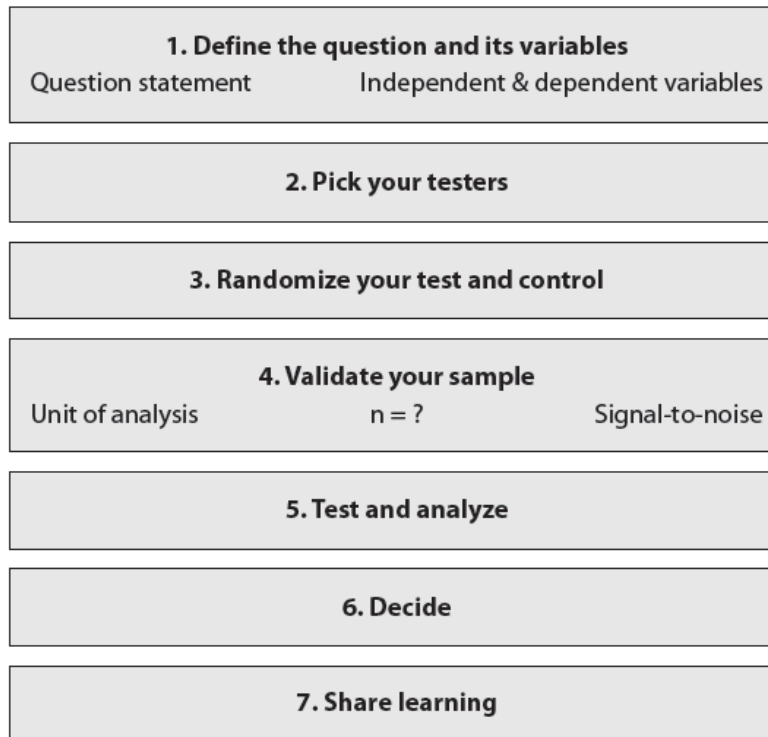 1. Define the question and its variables
Question statement Independent & dependent variables
2. Pick your testers
3. Randomize your test and control
4. Validate your sample
Unit of analysis n = ? Signal-to-noise
5. Test and analyze
6. Decide
7. Share learning